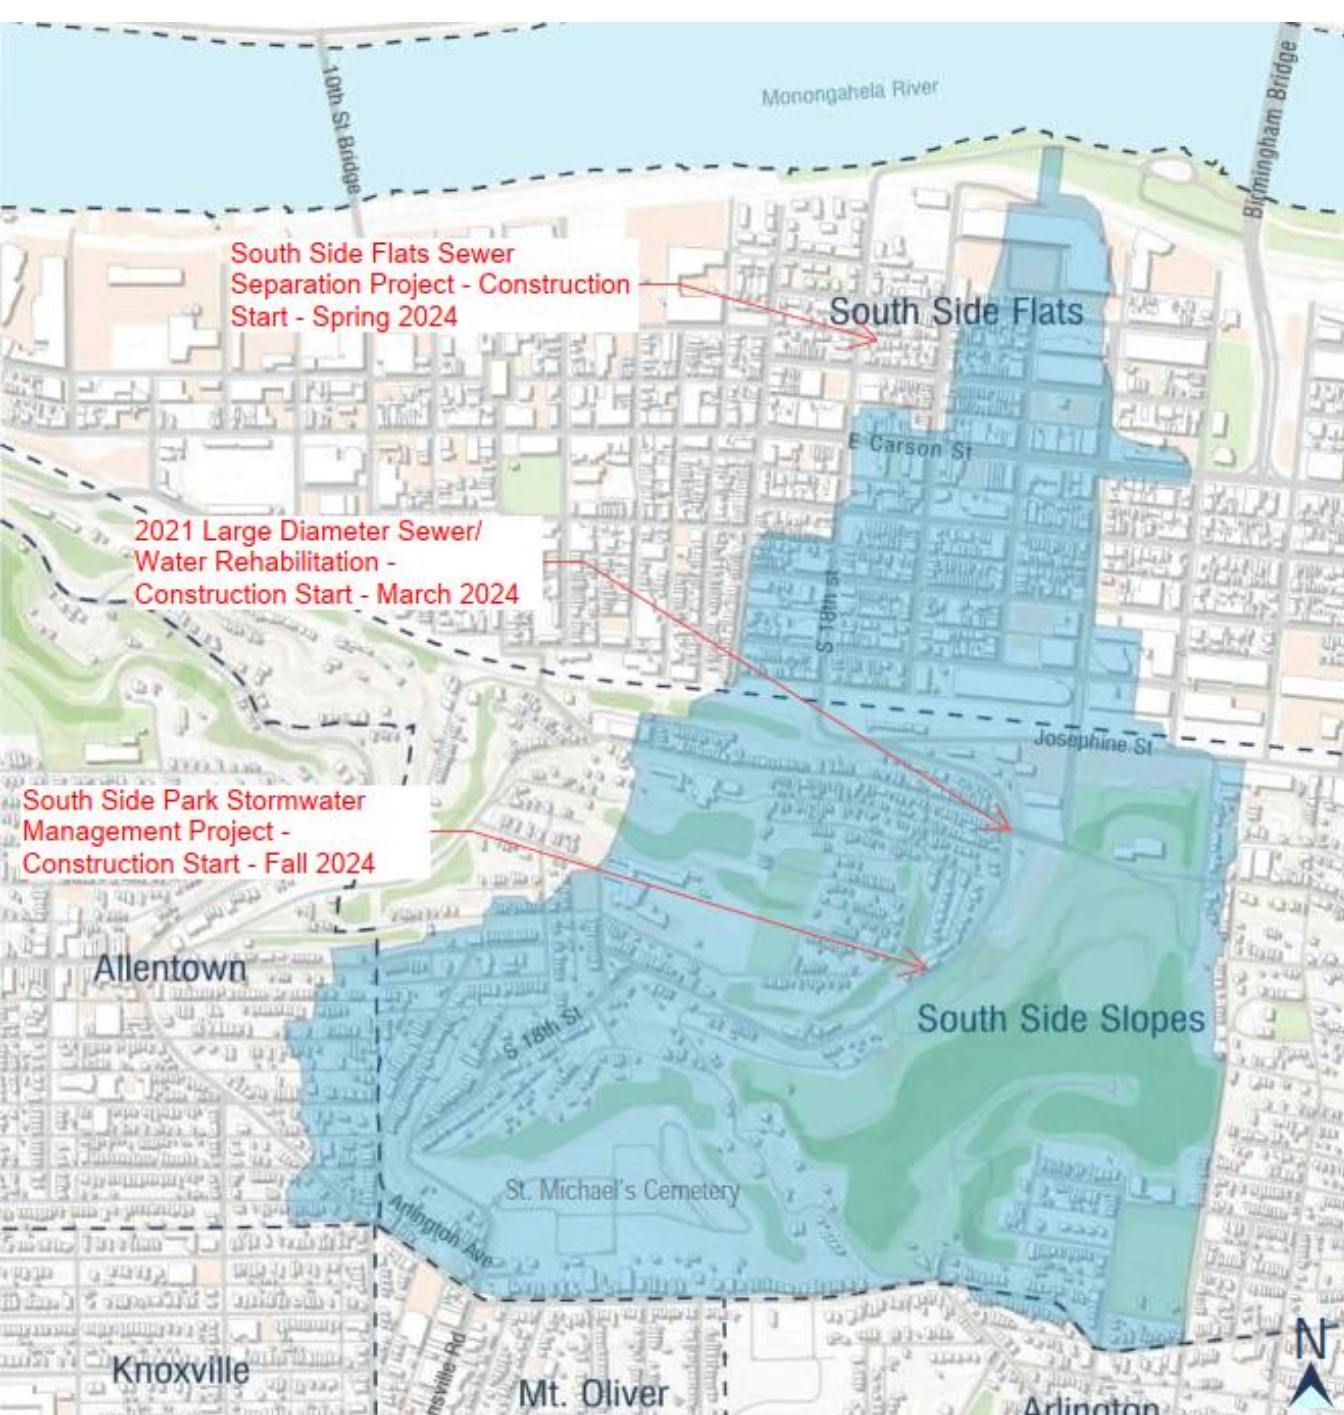 10th St Bridge
Monongahela River
Birmingham Bridge
South Side Flats Sewer
Separation Project - Construction
Start - Spring 2024
South Side Flats
E Carson St
2021 Large Diameter Sewer/
Water Rehabilitation -
Construction Start - March 2024
S 18th St
Josephine St
South Side Park Stormwater
Management Project -
Construction Start - Fall 2024
Allentown
South Side Slopes
S 18th St
St. Michael's Cemetery
Arlington Ave
Knoxville
nsville Rd
Mt. Oliver
Arlington
N